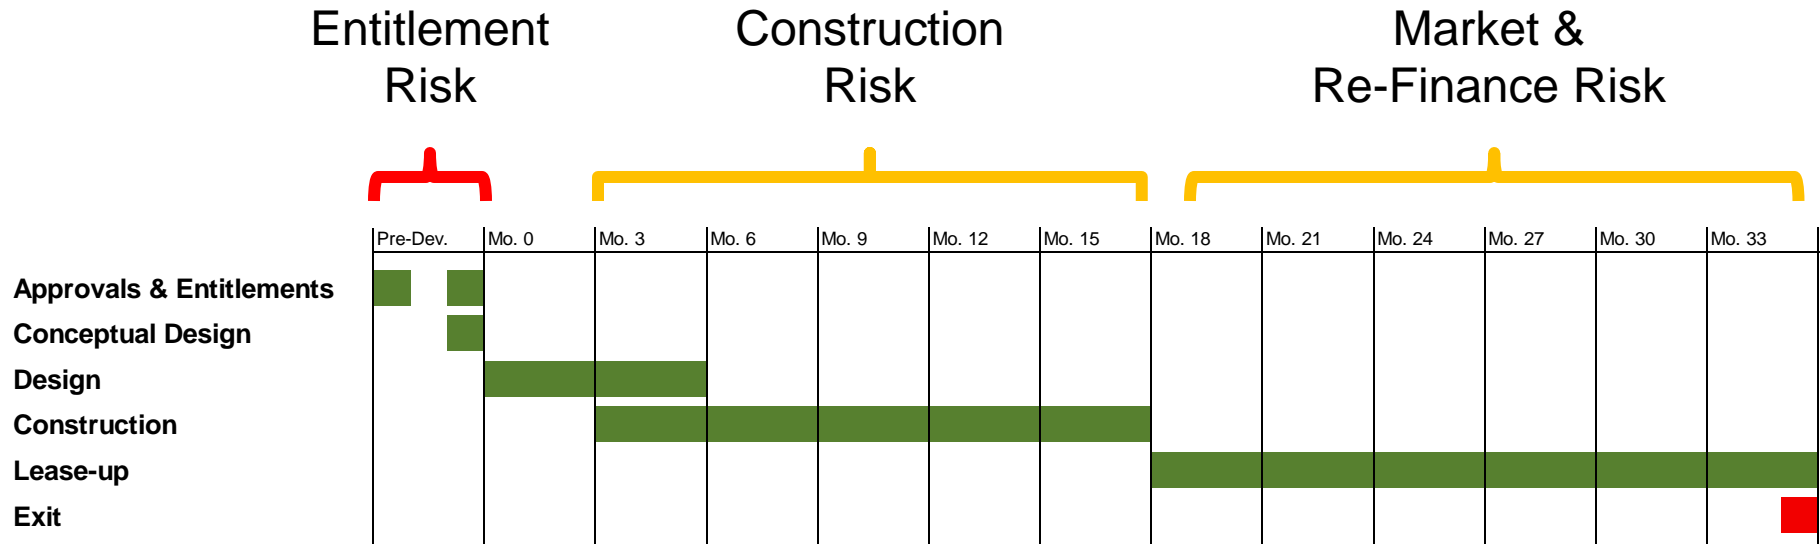 Entitlement
Risk
Construction
Risk
Market &
Re-Finance Risk
Pre-Dev. Mo. 0 Mo. 3 Mo. 6 Mo. 9 Mo. 12 Mo. 15 Mo. 18 Mo. 21 Mo. 24 Mo. 27 Mo. 30 Mo. 33
Approvals & Entitlements
Conceptual Design
Design
Construction
Lease-up
Exit